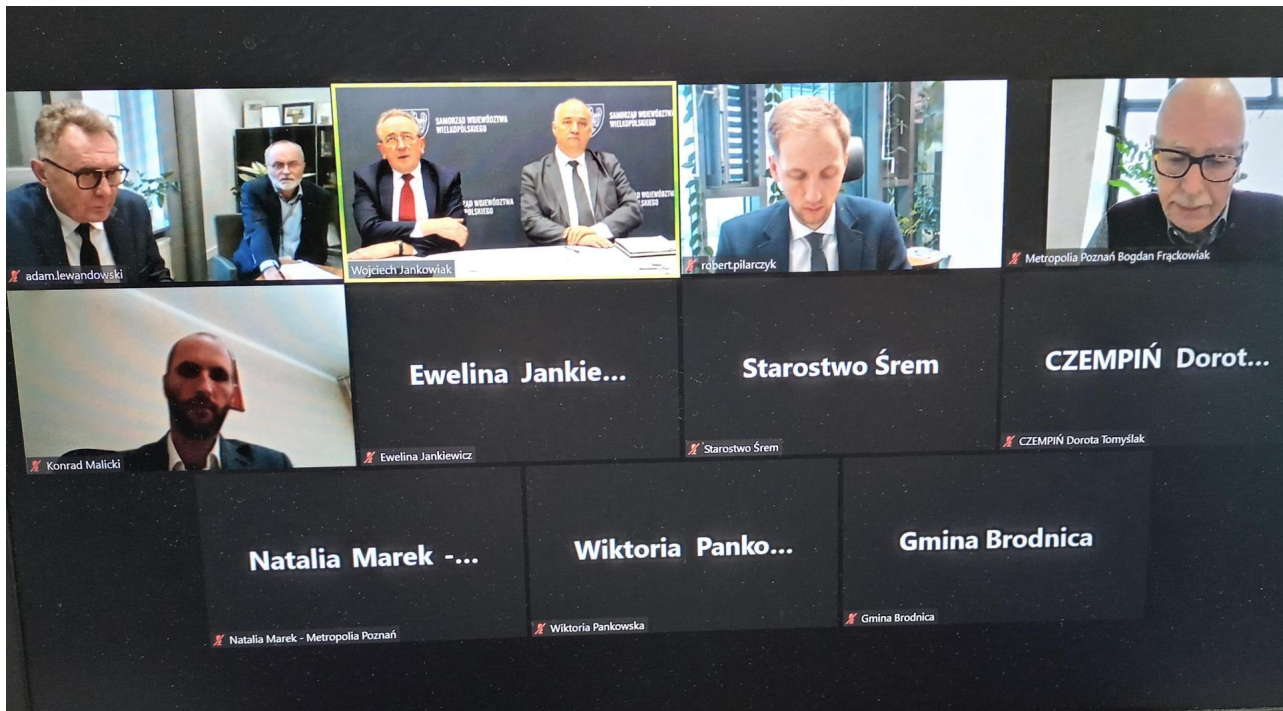 SAMORZĄD WOJEWÓDZTWA
WIELKOPOLSKIEGO
SAMORZĄD WOJEWÓDZTWA
WIELKOPOLSKIEGO
WOJEWÓDZTWA
adam.lewandowski
Wojciech Jankowiak
robert.pilarczyk
Metropolia Poznań Bogdan Frąckowiak
Ewelina Jankie...
Starostwo Śrem
CZEMPIŃ Dorot...
Konrad Malicki
Ewelina Jankiewicz
Starostwo Śrem
CZEMPIŃ Dorota Tomyślak
Natalia Marek -...
Wiktoria Panko...
Gmina Brodnica
Natalia Marek - Metropolia Poznań
Wiktoria Pankowska
Gmina Brodnica